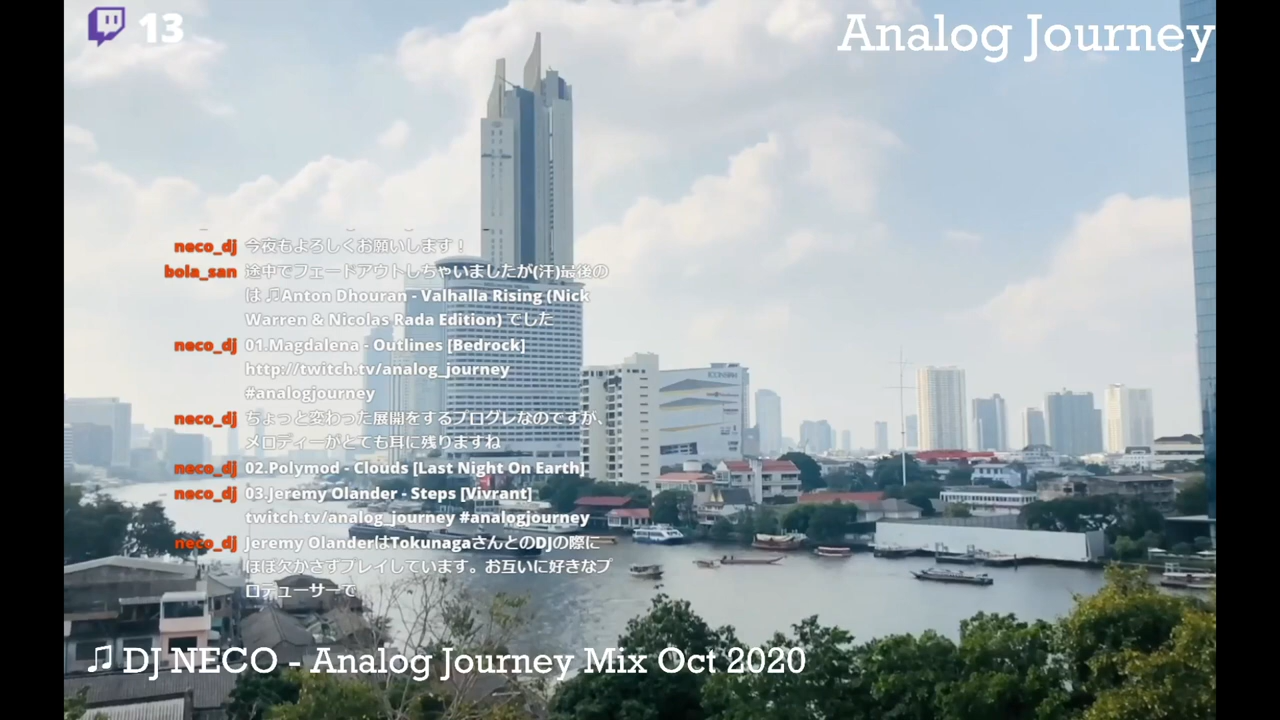 13
Analog Journey
neco_dj 今夜もよろしくお願いします！
bola_san 途中でフェードアウトしちゃいましたが(汗)最後の
は ♫Anton Dhouran - Valhalla Rising (Nick
Warren & Nicolas Rada Edition) でした
neco_dj 01.Magdalena - Outlines [Bedrock]
http://twitch.tv/analog_journey
#analogjourney
neco_dj ちょっと変わった展開をするプログレなのですが、
メロディーがとても耳に残りますね
neco_dj 02.Polymod - Clouds [Last Night On Earth]
neco_dj 03.Jeremy Olander - Steps [Vivrant]
twitch.tv/analog_journey #analogjourney
neco_dj Jeremy OlanderはTokunagaさんとのDJの際に
ほぼ欠かさずプレイしています。お互いに好きなプ
ロデューサーで
♫ DJ NECO - Analog Journey Mix Oct 2020